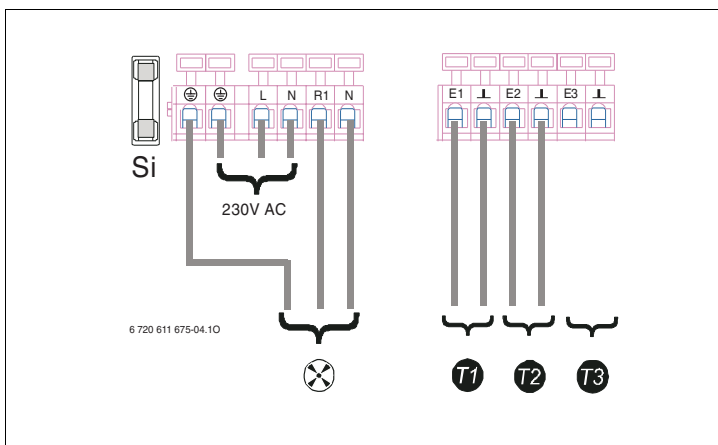 L N R1 N
E1 E2 E3
Si
230V AC
6 720 611 675-04.1O
T1 T2 T3